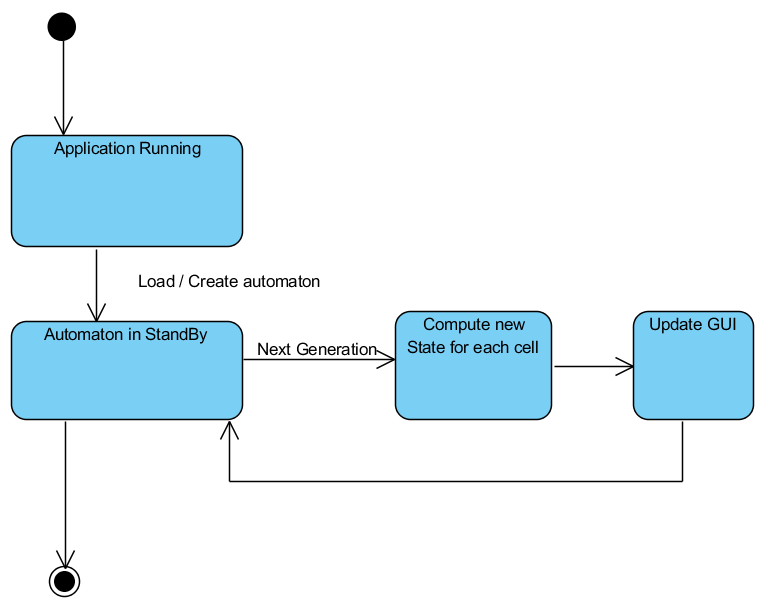 Application Running
Load / Create automaton
Automaton in StandBy
Next Generation
Compute new
State for each cell
Update GUI